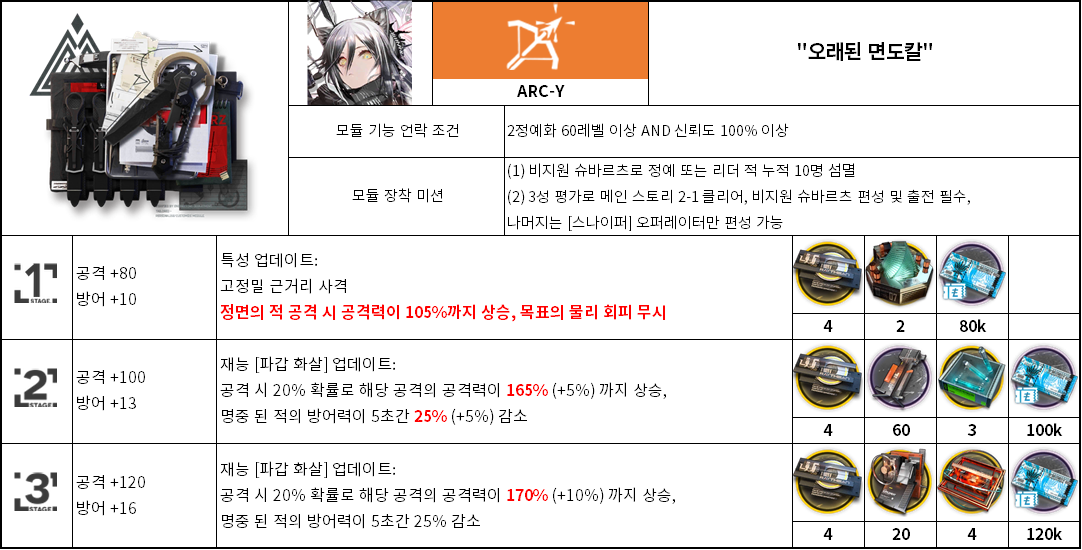 "오래된 면도칼"
ARC-Y
모듈 기능 언락 조건
2정예화 60레벨 이상 AND 신뢰도 100% 이상
모듈 장착 미션
(1) 비지원 슈바르츠로 정예 또는 리더 적 누적 10명 섬멸
(2) 3성 평가로 메인 스토리 2-1 클리어, 비지원 슈바르츠 편성 및 출전 필수,
나머지는 [스나이퍼] 오퍼레이터만 편성 가능
1
STAGE
공격 +80
방어 +10
특성 업데이트:
고정밀 근거리 사격
정면의 적 공격 시 공격력이 105%까지 상승, 목표의 물리 회피 무시
4
2
80k
2
STAGE
공격 +100
방어 +13
재능 [파갑 화살] 업데이트:
공격 시 20% 확률로 해당 공격의 공격력이 165% (+5%) 까지 상승,
명중 된 적의 방어력이 5초간 25% (+5%) 감소
4
60
3
100k
3
STAGE
공격 +120
방어 +16
재능 [파갑 화살] 업데이트:
공격 시 20% 확률로 해당 공격의 공격력이 170% (+10%) 까지 상승,
명중 된 적의 방어력이 5초간 25% 감소
4
20
4
120k